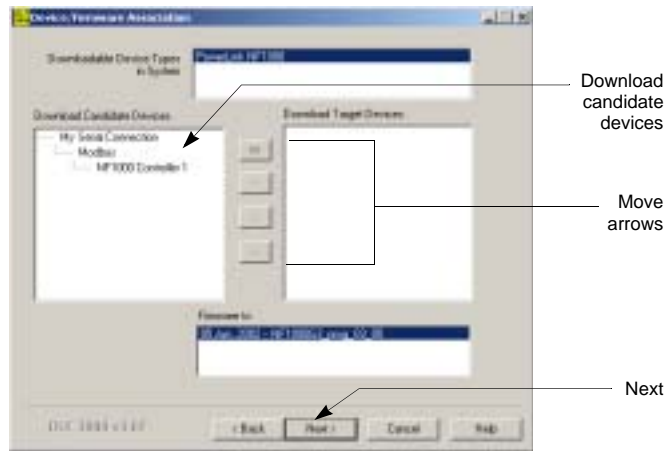 Device/Firmware Association
Downloadable Device Types
in System
PowerLink NF1000
Download Candidate Devices
Download Target Devices
My Serial Connection
Modbus
NF1000 Controller 1
Firmware to
< Back
Next >
Cancel
Help
Download
candidate
devices
Move
arrows
Next